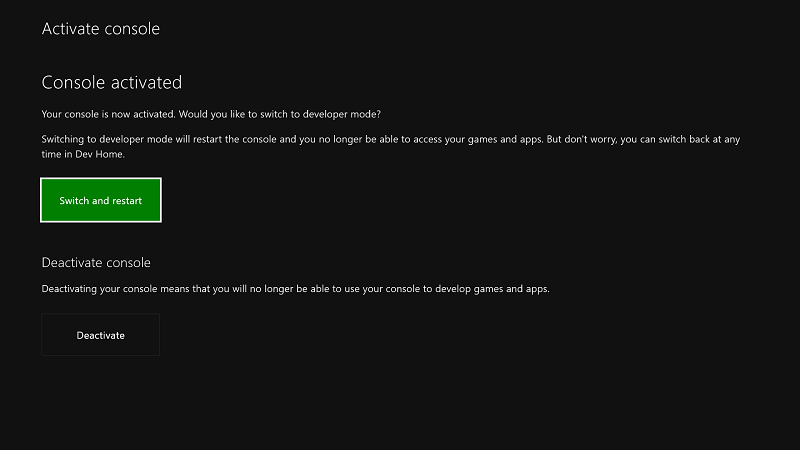 Activate console
Console activated
Your console is now activated. Would you like to switch to developer mode?
Switching to developer mode will restart the console and you no longer be able to access your games and apps. But don't worry, you can switch back at any
time in Dev Home.
Switch and restart
Deactivate console
Deactivating your console means that you will no longer be able to use your console to develop games and apps.
Deactivate